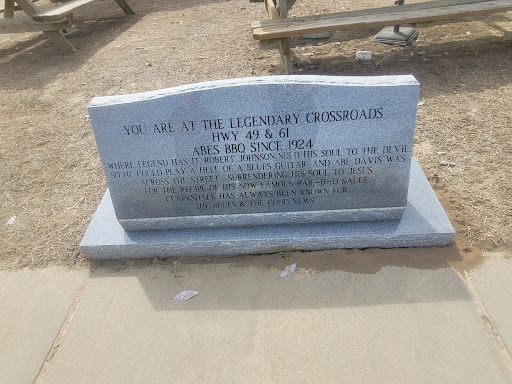 YOU ARE AT THE LEGENDARY CROSSROADS
HWY 49 & 61
ABES BBQ SINCE 1924
WHERE LEGEND HAS IT, ROBERT JOHNSON SOLD HIS SOUL TO THE DEVIL
SO HE COULD PLAY A HELL OF A BLUES GUITAR AND ABE DAVIS WAS
ACROSS THE STREET, SURRENDERING HIS SOUL TO JESUS
FOR THE RECIPE OF HIS NOW FAMOUS BAR-B-Q SAUCE.
CLARKSDALE HAS ALWAYS BEEN KNOWN FOR
THE BLUES & THE GOOD NEWS